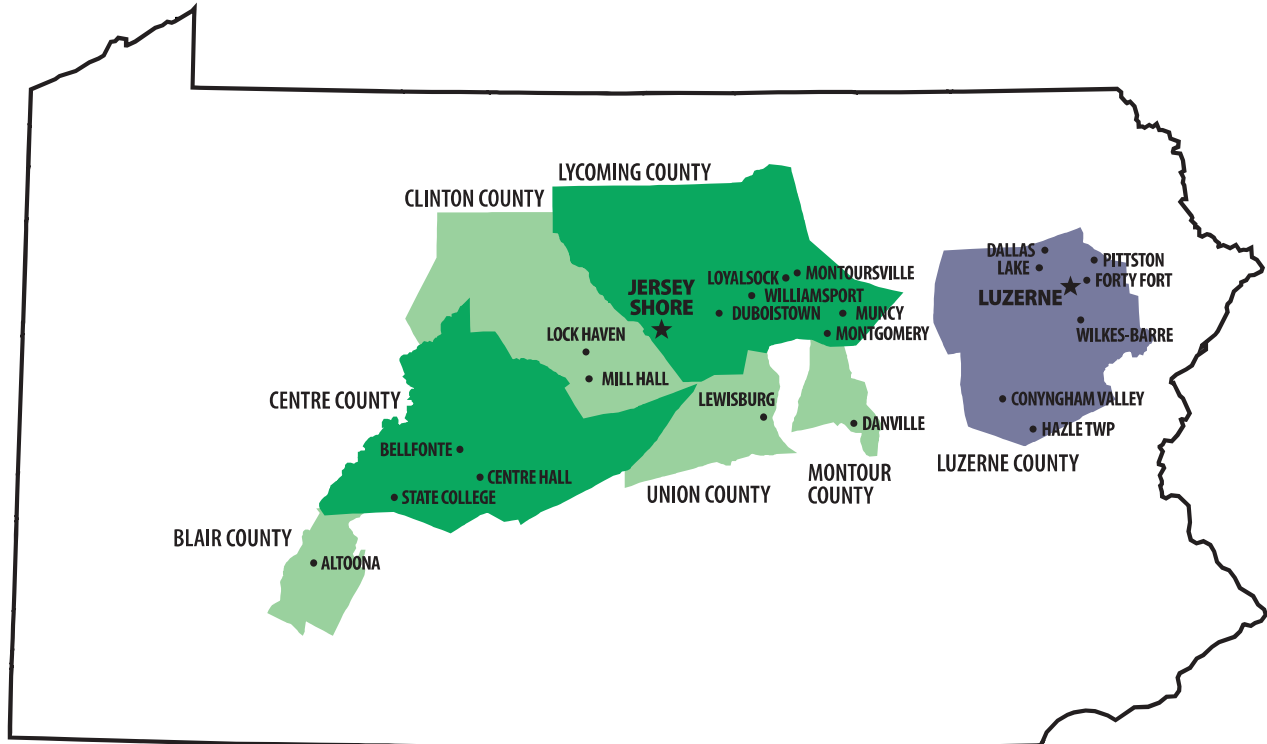 LYCOMING COUNTY
CLINTON COUNTY
DALLAS
LAKE
PITTSTON
FORTY FORT
LUZERNE
WILKES-BARRE
LOYALSOCK
MONTOURSVILLE
JERSEY
SHORE
WILLIAMSPORT
DUBOISTOWN
MUNCY
MONTGOMERY
LOCK HAVEN
MILL HALL
CENTRE COUNTY
LEWISBURG
DANVILLE
CONYNGHAM VALLEY
HAZLE TWP
LUZERNE COUNTY
BELLFONTE
CENTRE HALL
STATE COLLEGE
UNION COUNTY
MONTOUR
COUNTY
BLAIR COUNTY
ALTOONA